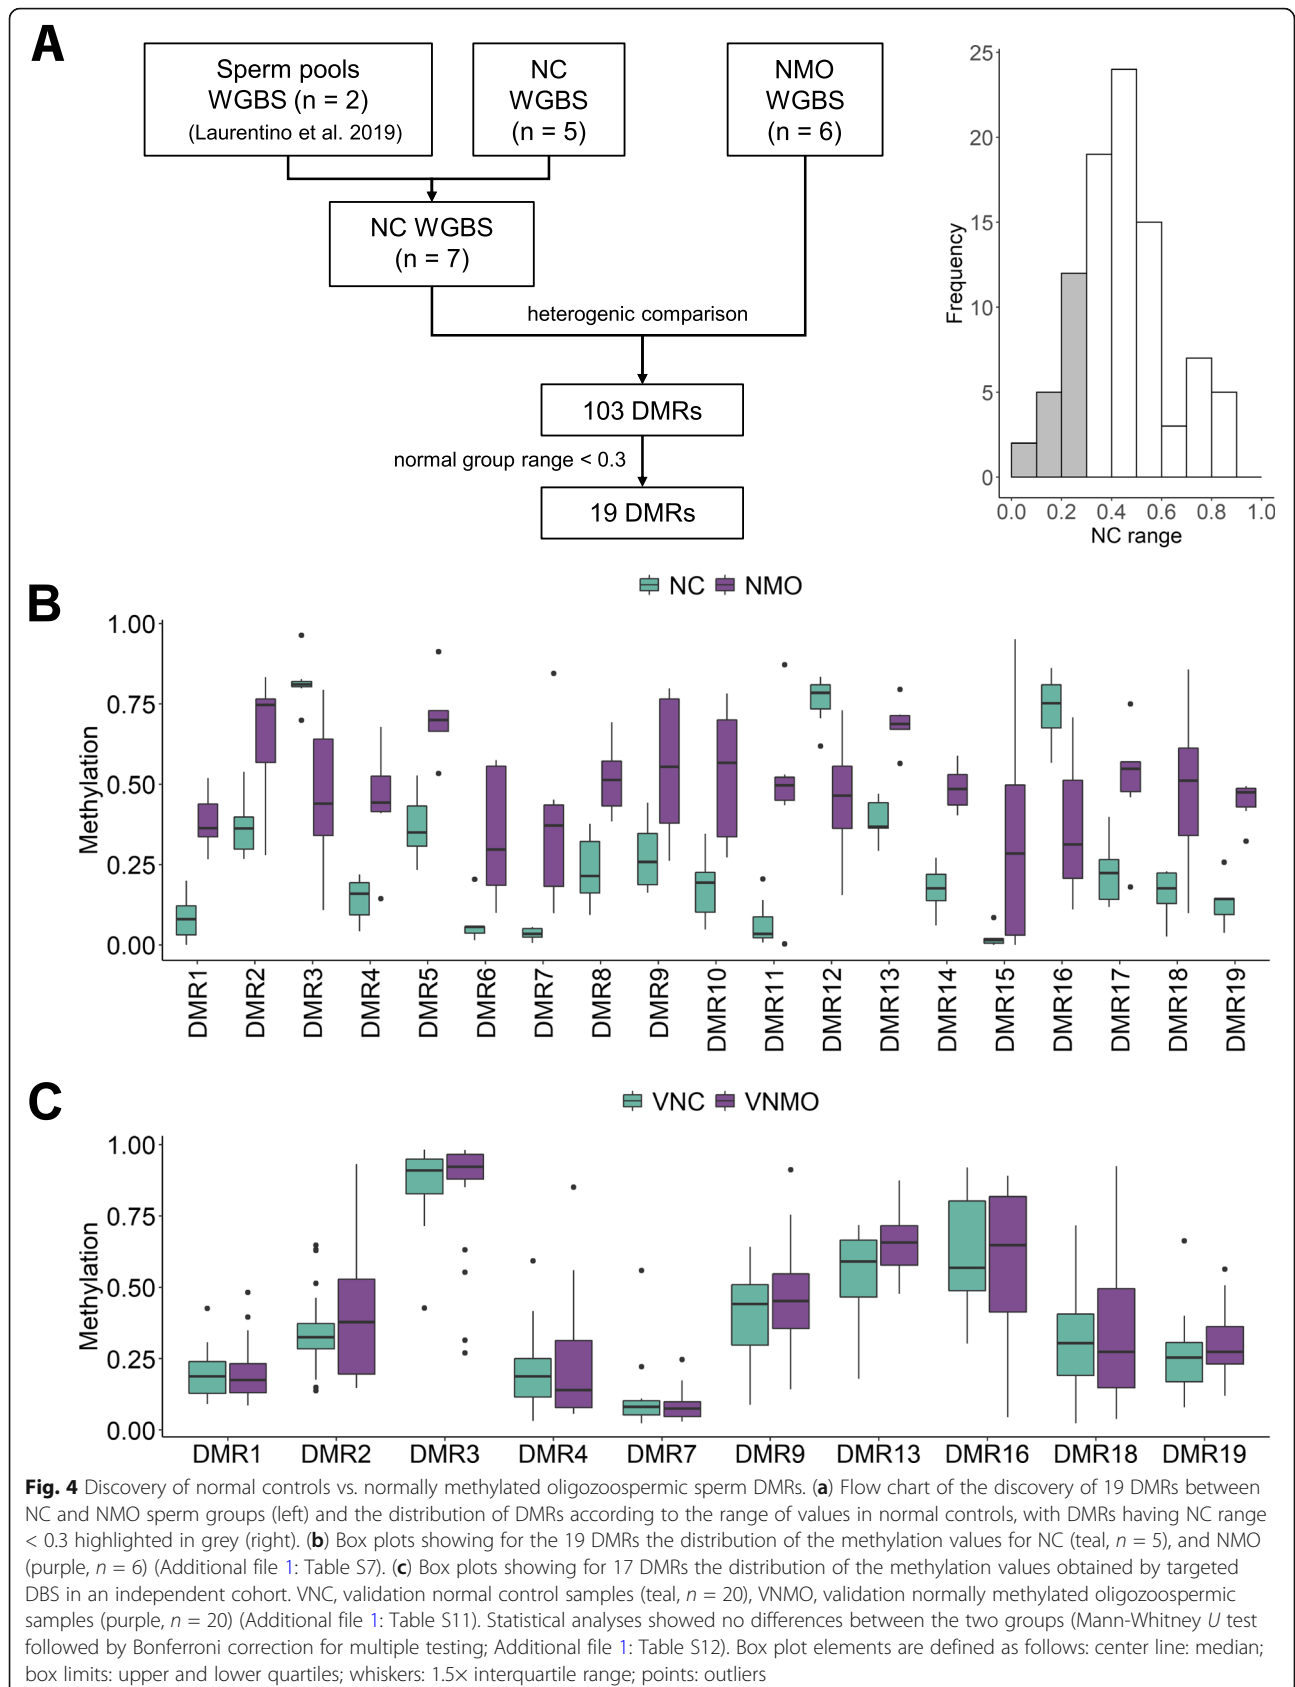 A
Sperm pools
WGBS (n = 2)
(Laurentino et al. 2019)
NC
WGBS
(n = 5)
NMO
WGBS
(n = 6)
NC WGBS
(n = 7)
heterogenic comparison
103 DMRs
normal group range < 0.3
19 DMRs
25
20
15
10
5
0
Frequency
0.0 0.2 0.4 0.6 0.8 1.0
NC range
B
NC NMO
1.00
0.75
0.50
0.25
0.00
Methylation
DMR1 DMR2 DMR3 DMR4 DMR5 DMR6 DMR7 DMR8 DMR9 DMR10 DMR11 DMR12 DMR13 DMR14 DMR15 DMR16 DMR17 DMR18 DMR19
C
VNC VNMO
1.00
0.75
0.50
0.25
0.00
Methylation
DMR1 DMR2 DMR3 DMR4 DMR7 DMR9 DMR13 DMR16 DMR18 DMR19
Fig. 4 Discovery of normal controls vs. normally methylated oligozoospermic sperm DMRs. (a) Flow chart of the discovery of 19 DMRs between
NC and NMO sperm groups (left) and the distribution of DMRs according to the range of values in normal controls, with DMRs having NC range
< 0.3 highlighted in grey (right). (b) Box plots showing for the 19 DMRs the distribution of the methylation values for NC (teal, n = 5), and NMO
(purple, n = 6) (Additional file 1: Table S7). (c) Box plots showing for 17 DMRs the distribution of the methylation values obtained by targeted
DBS in an independent cohort. VNC, validation normal control samples (teal, n = 20), VNMO, validation normally methylated oligozoospermic
samples (purple, n = 20) (Additional file 1: Table S11). Statistical analyses showed no differences between the two groups (Mann-Whitney U test
followed by Bonferroni correction for multiple testing; Additional file 1: Table S12). Box plot elements are defined as follows: center line: median;
box limits: upper and lower quartiles; whiskers: 1.5× interquartile range; points: outliers